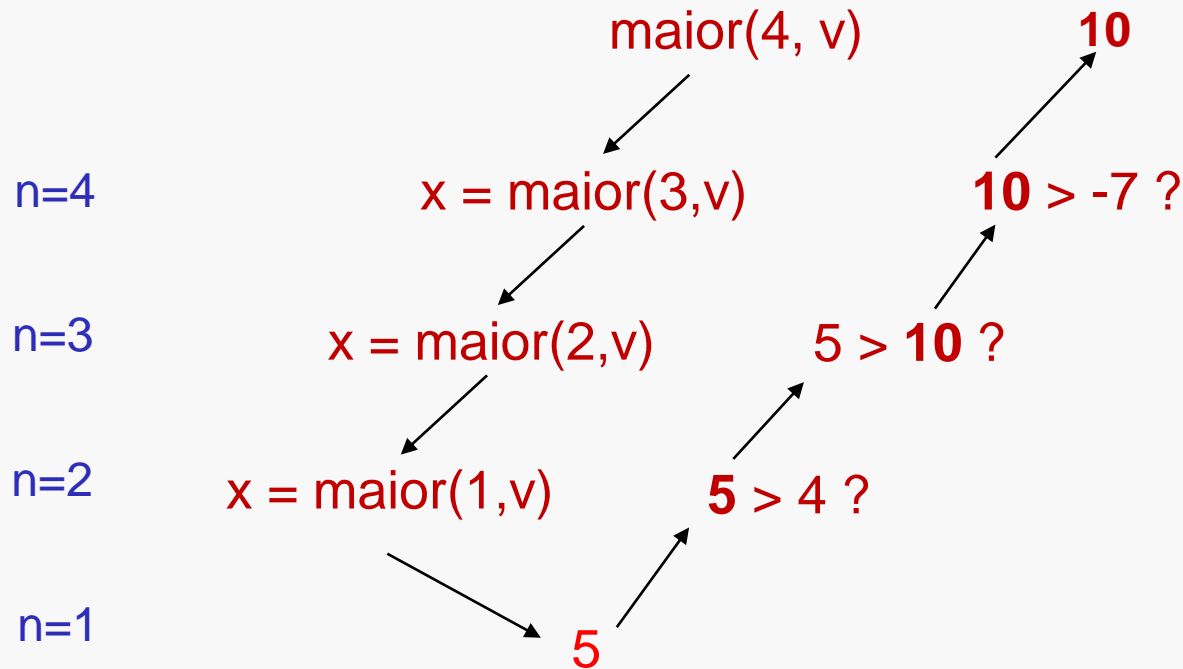 maior(4, v) 10
n=4 x = maior(3,v) 10 > -7 ?
n=3 x = maior(2,v) 5 > 10 ?
n=2 x = maior(1,v) 5 > 4 ?
n=1 5